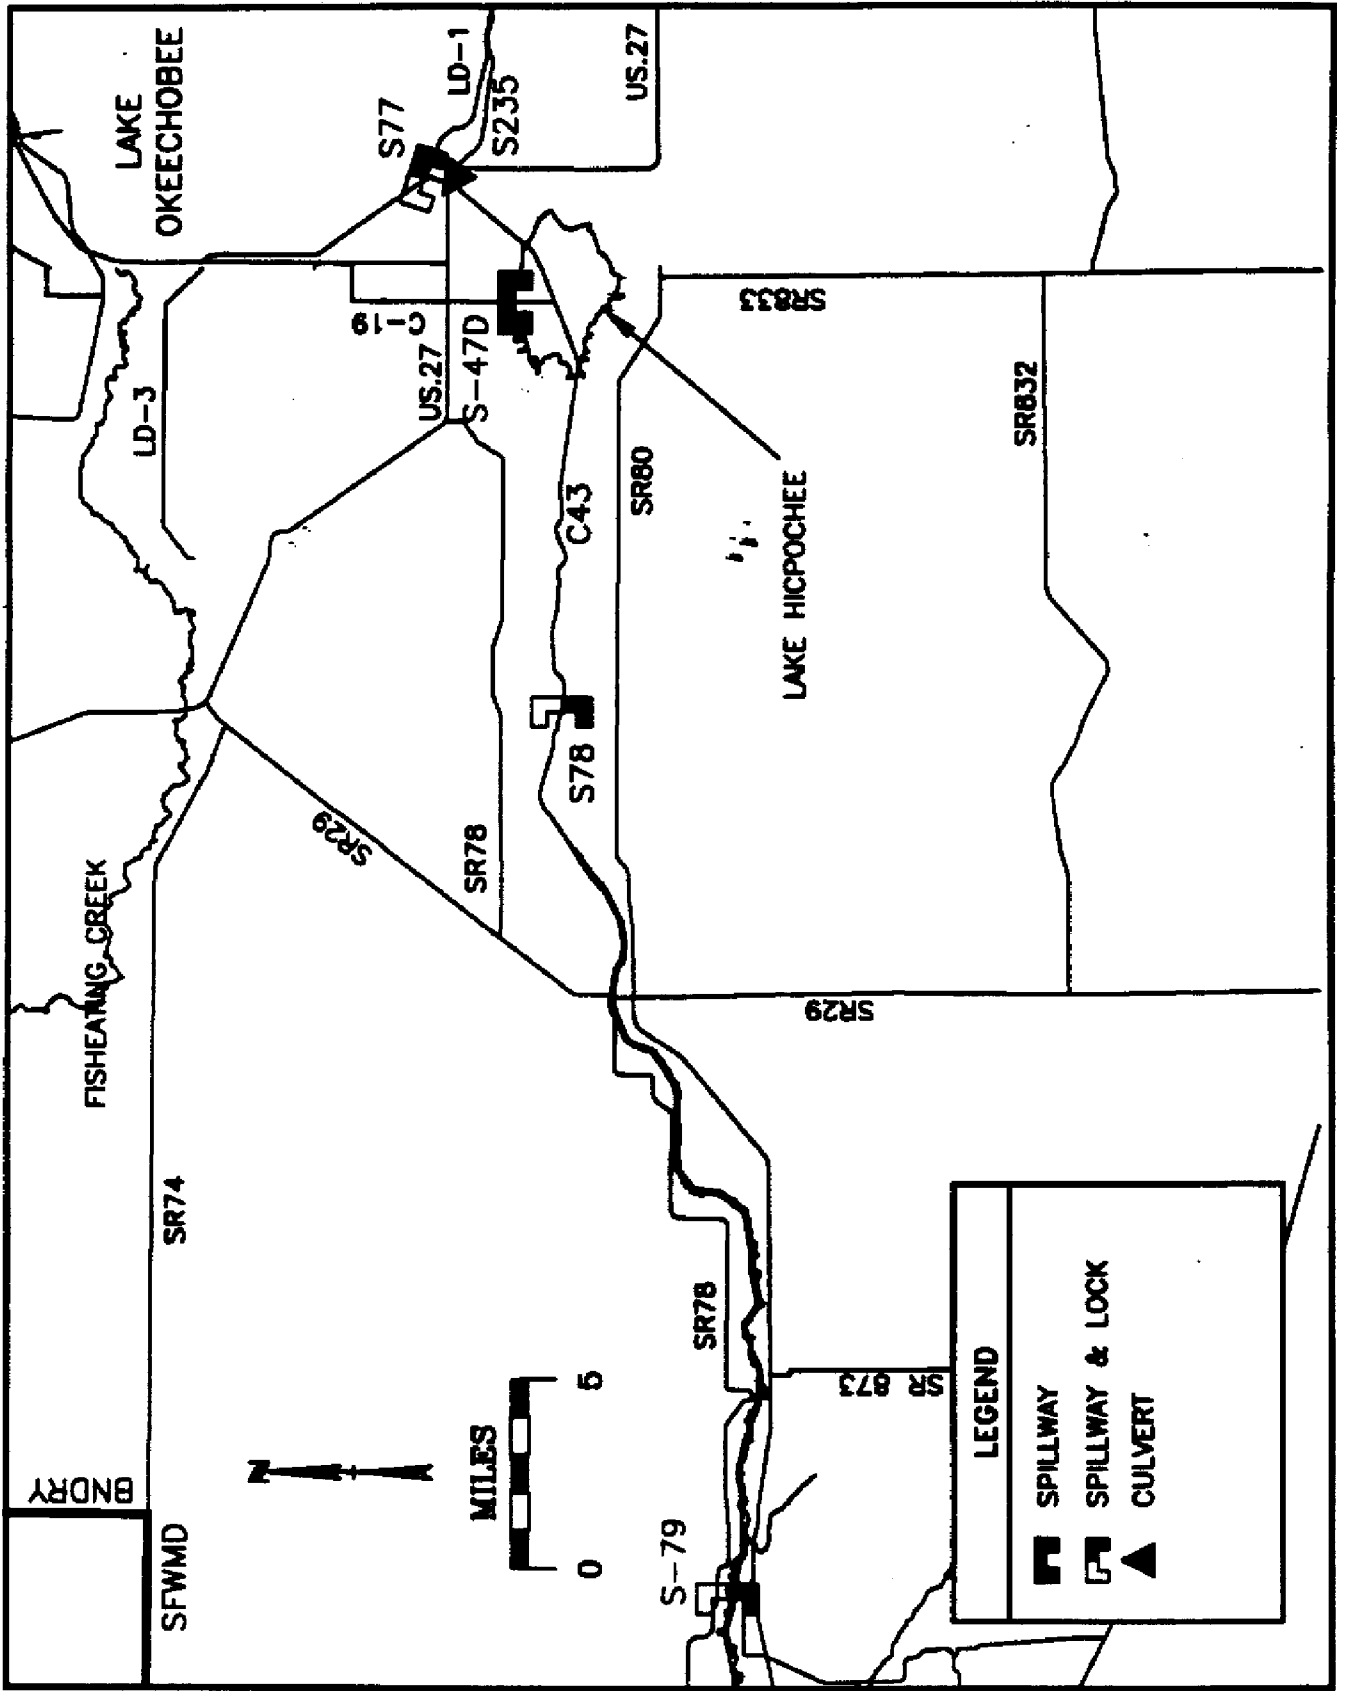 SFWMD
BNDRY
SR74
FISHEATING CREEK
LD-3
LAKE
OKEECHOBEE
N
MILES
0
5
SR29
SR78
US.27
C-19
S-47D
S77
LD-1
S235
US.27
S78
C43
SR80
S-79
SR78
LAKE HICPOCHEE
SR833
SR832
SR29
SR 873
LEGEND
SPILLWAY
SPILLWAY & LOCK
CULVERT